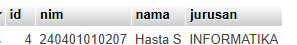 id nim nama jurusan
4 240401010207 Hasta S INFORMATIKA